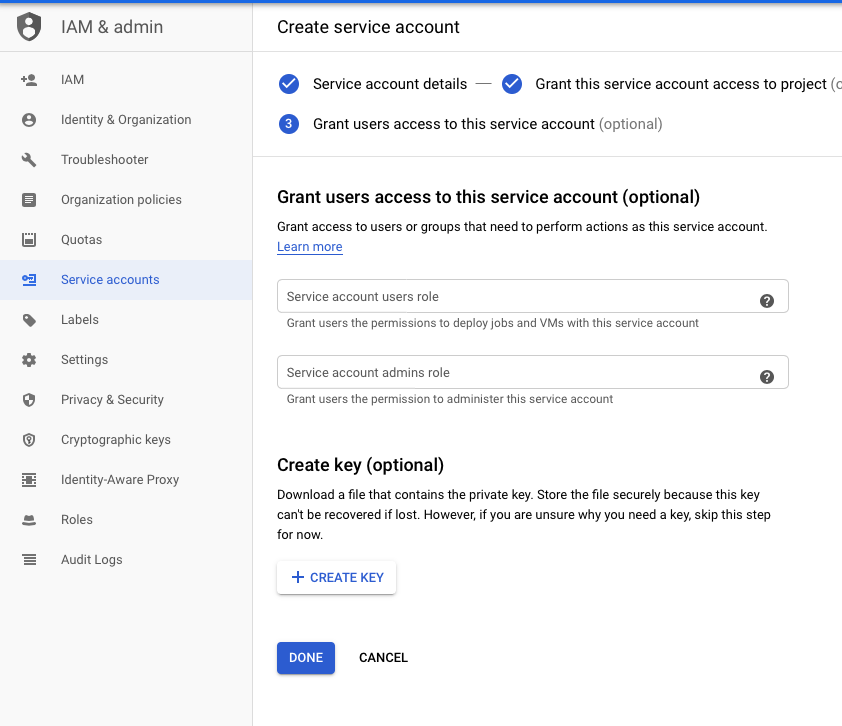 IAM & admin
Create service account
IAM
Identity & Organization
Troubleshooter
Organization policies
Quotas
Service accounts
Labels
Settings
Privacy & Security
Cryptographic keys
Identity-Aware Proxy
Roles
Audit Logs
Service account details — Grant this service account access to project
3 Grant users access to this service account (optional)
Grant users access to this service account (optional)
Grant access to users or groups that need to perform actions as this service account.
Learn more
Service account users role ?
Grant users the permissions to deploy jobs and VMs with this service account
Service account admins role ?
Grant users the permission to administer this service account
Create key (optional)
Download a file that contains the private key. Store the file securely because this key
can't be recovered if lost. However, if you are unsure why you need a key, skip this step
for now.
+ CREATE KEY
DONE CANCEL